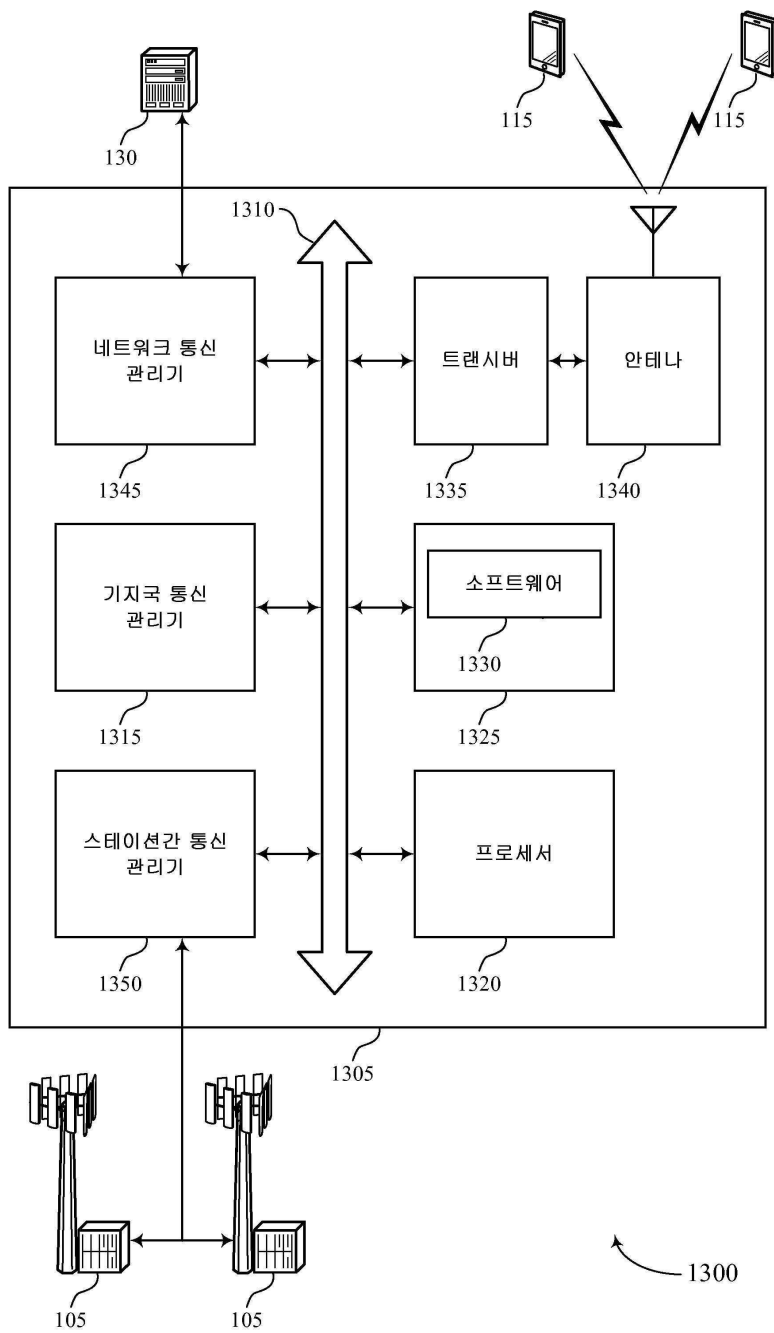 115
115
130
1310
네트워크 통신
관리기
트랜시버
안테나
1345
1335
1340
기지국 통신
관리기
소프트웨어
1330
1315
1325
스테이션간 통신
관리기
프로세서
1350
1320
1305
105
105
1300